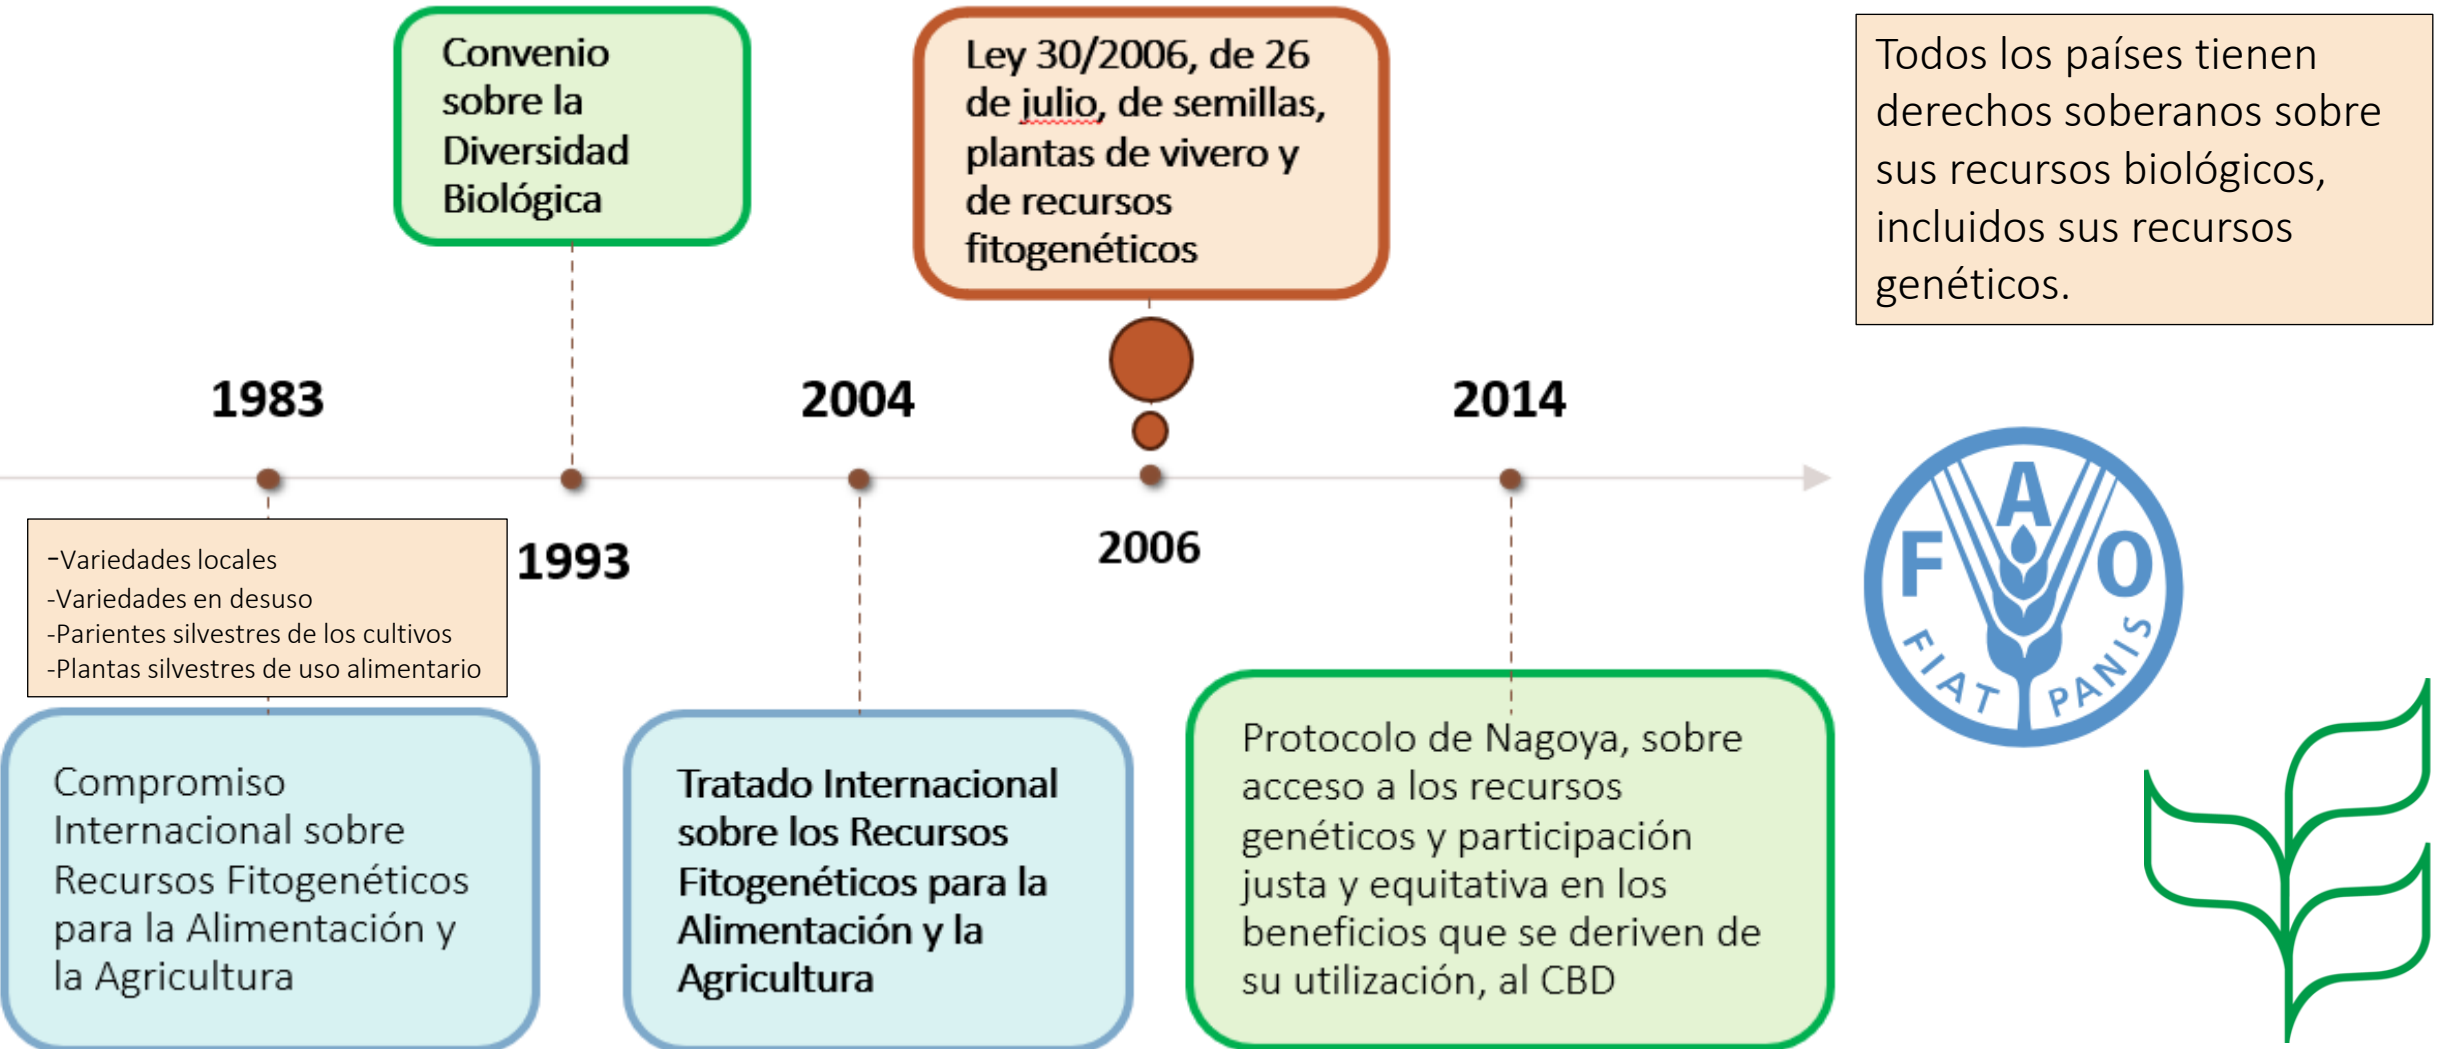 Convenio
sobre la
Diversidad
Biológica
Ley 30/2006, de 26
de julio, de semillas,
plantas de vivero y
de recursos
fitogenéticos
Todos los países tienen
derechos soberanos sobre
sus recursos biológicos,
incluidos sus recursos
genéticos.
1983
2004
2014
1993
2006
-Variedades locales
-Variedades en desuso
-Parientes silvestres de los cultivos
-Plantas silvestres de uso alimentario
Compromiso
Internacional sobre
Recursos Fitogenéticos
para la Alimentación y
la Agricultura
Tratado Internacional
sobre los Recursos
Fitogenéticos para la
Alimentación y la
Agricultura
Protocolo de Nagoya, sobre
acceso a los recursos
genéticos y participación
justa y equitativa en los
beneficios que se deriven de
su utilización, al CBD
F A O
FIAT PANIS